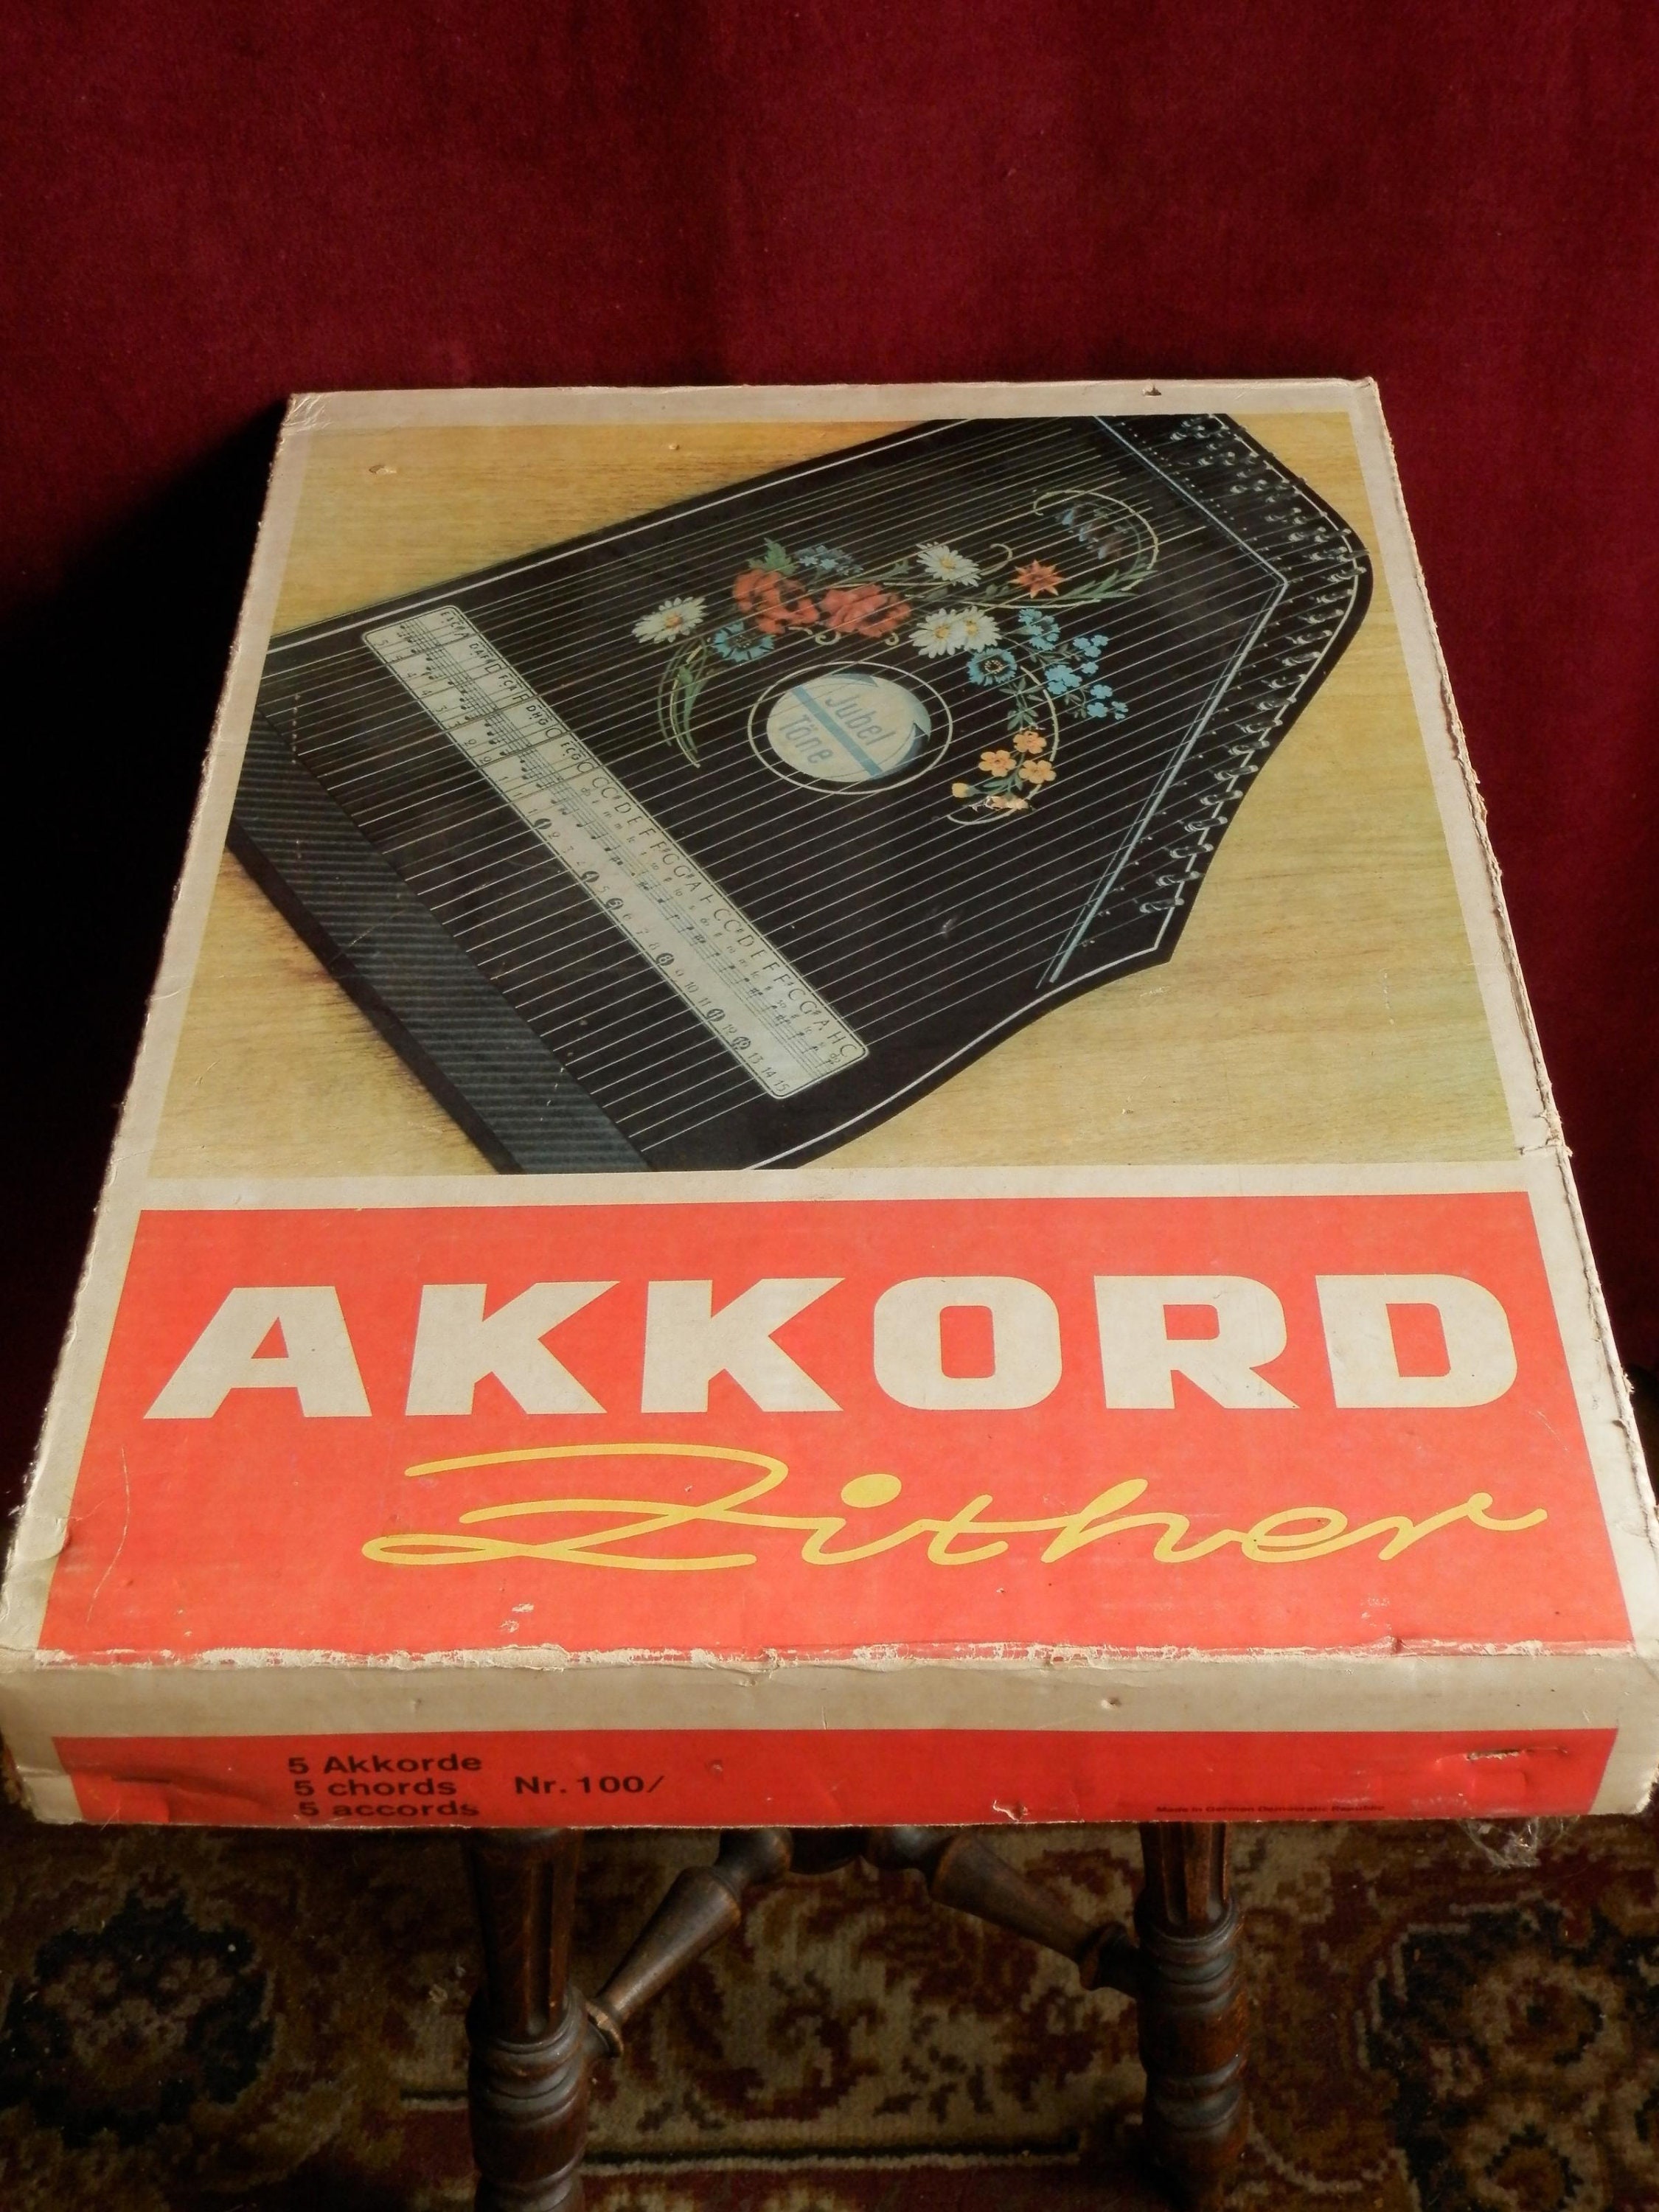 Jubel
Töne
AKKORD
Zither
5 Akkorde
5 chords Nr. 100/
5 accords
Made in German Democratic Republic